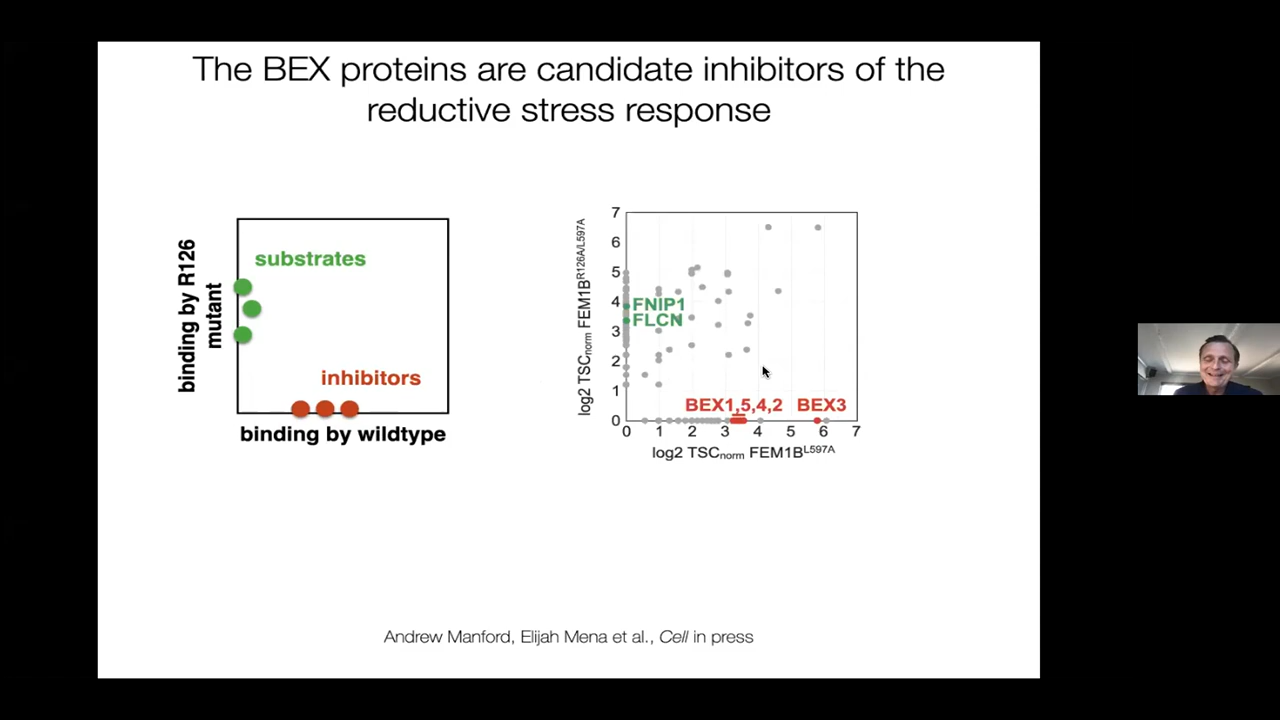 The BEX proteins are candidate inhibitors of the
reductive stress response
binding by R126
mutant
substrates
inhibitors
binding by wildtype
log2 TSCnorm FEM1BR126A/L597A
7
6
5
4
3
2
1
0
FNIP1
FLCN
BEX1,5,4,2
BEX3
0 1 2 3 4 5 6 7
log2 TSCnorm FEM1BL597A
Andrew Manford, Elijah Mena et al., Cell in press